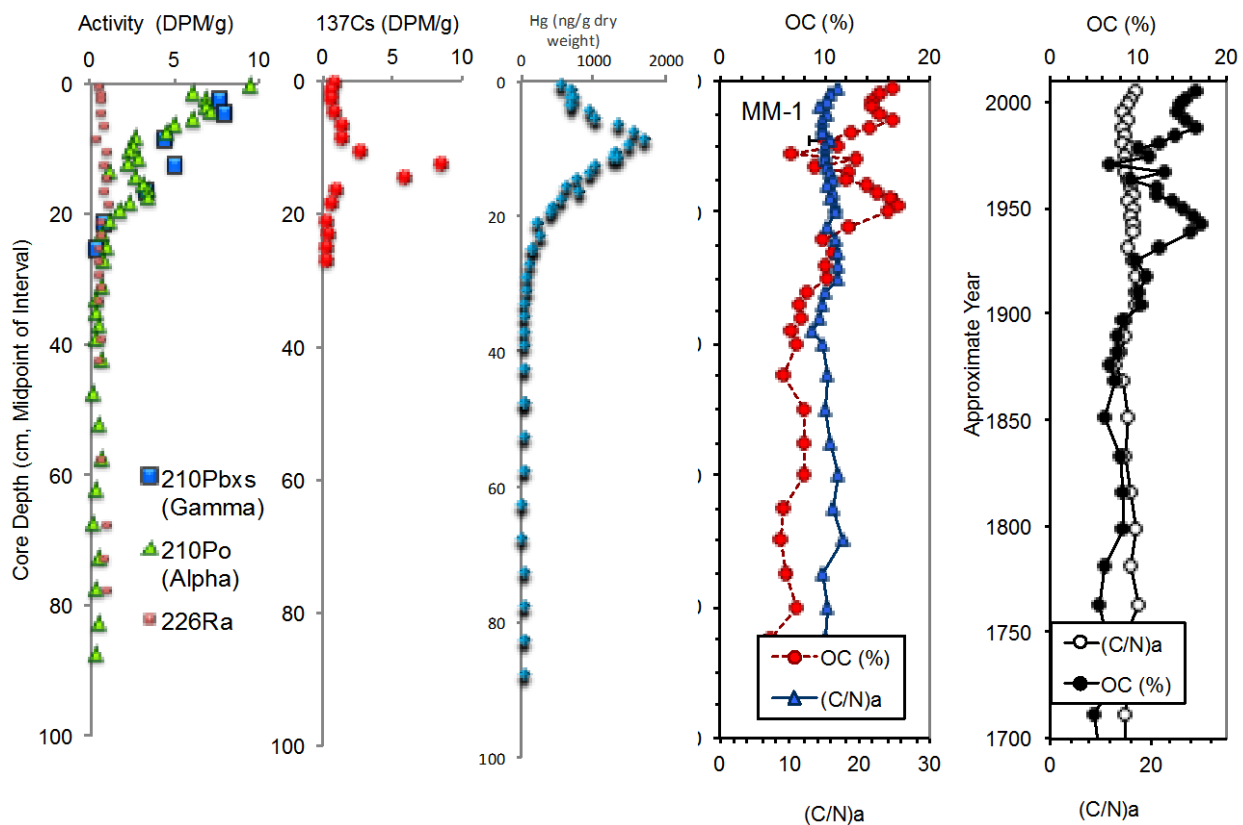 Activity (DPM/g)
0 5 10
0
20
40
60
80
100
Core Depth (cm, Midpoint of Interval)
210Pbxs
(Gamma)
210Po
(Alpha)
226Ra
137Cs (DPM/g)
0 5 10
0
20
40
60
80
100
Hg (ng/g dry
weight)
0 1000 2000
0
20
40
60
80
100
OC (%)
0 10 20
MM-1
OC (%)
(C/N)a
0 10 20 30
(C/N)a
OC (%)
0 10 20
2000
1950
1900
1850
1800
1750
1700
Approximate Year
(C/N)a
OC (%)
0 20
(C/N)a